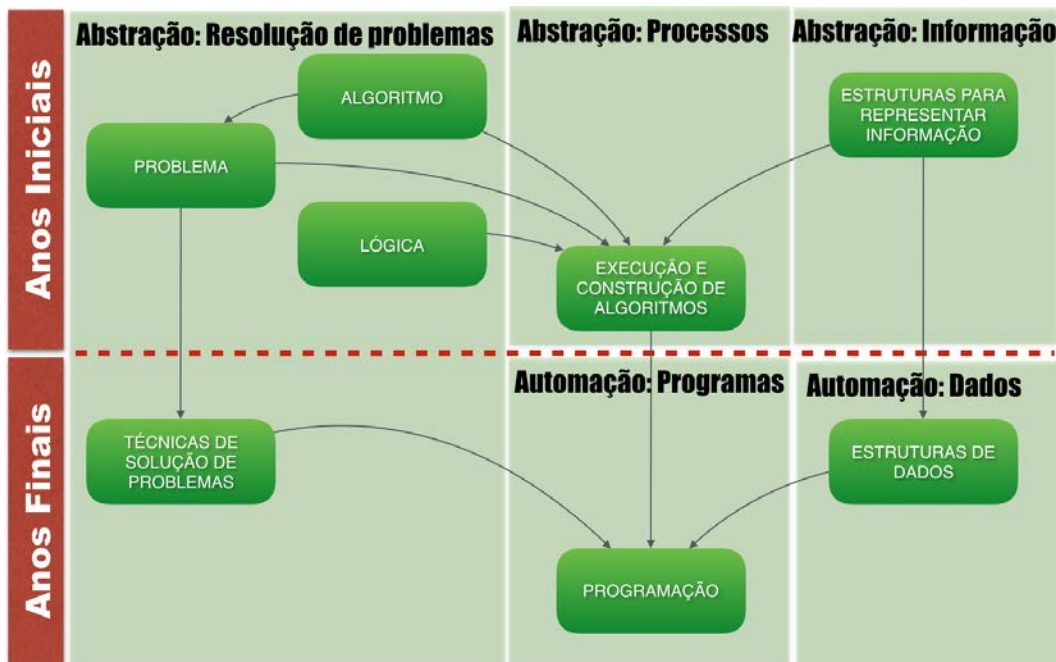 Anos Iniciais
Abstração: Resolução de problemas
Abstração: Processos
Abstração: Informação
ALGORITMO
PROBLEMA
LÓGICA
EXECUÇÃO E
CONSTRUÇÃO DE
ALGORITMOS
ESTRUTURAS PARA
REPRESENTAR
INFORMAÇÃO
Anos Finais
Automação: Programas
Automação: Dados
TÉCNICAS DE
SOLUÇÃO DE
PROBLEMAS
PROGRAMAÇÃO
ESTRUTURAS DE
DADOS